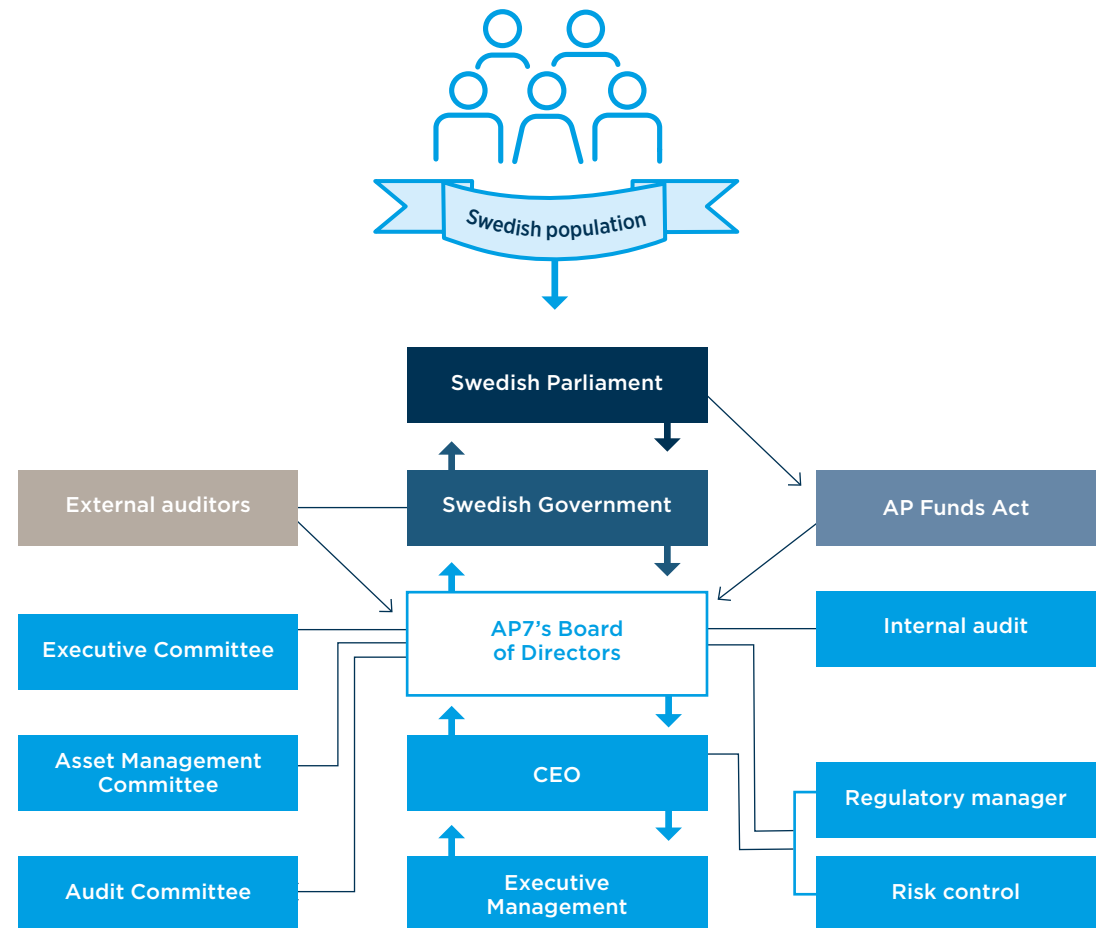 Swedish population
Swedish Parliament
External auditors
Swedish Government
AP Funds Act
Executive Committee
AP7's Board
of Directors
Internal audit
Asset Management
Committee
CEO
Regulatory manager
Audit Committee
Executive
Management
Risk control